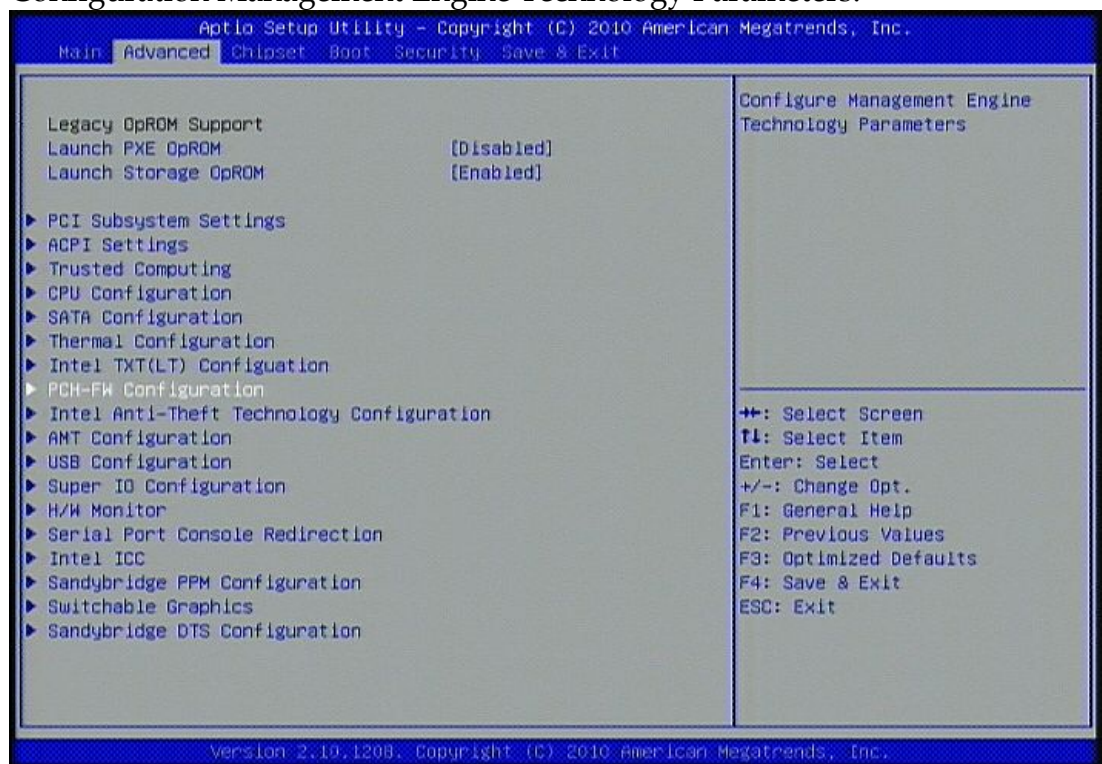 Configuration Management Engine Technology Parameters.
Aptio Setup Utility - Copyright (C) 2010 American Megatrends, Inc.
Main Advanced Chipset Boot Security Save & Exit
Legacy OpROM Support
Launch PXE OpROM [Disabled]
Launch Storage OpROM [Enabled]
► PCI Subsystem Settings
► ACPI Settings
► Trusted Computing
► CPU Configuration
► SATA Configuration
► Thermal Configuration
► Intel TXT(LT) Configuation
► PCH-FW Configuration
► Intel Anti-Theft Technology Configuration
► AMT Configuration
► USB Configuration
► Super IO Configuration
► H/W Monitor
► Serial Port Console Redirection
► Intel ICC
► Sandybridge PPM Configuration
► Switchable Graphics
► Sandybridge DTS Configuration
Configure Management Engine
Technology Parameters
→←: Select Screen
↑↓: Select Item
Enter: Select
+/-: Change Opt.
F1: General Help
F2: Previous Values
F3: Optimized Defaults
F4: Save & Exit
ESC: Exit
Version 2.10.1208. Copyright (C) 2010 American Megatrends, Inc.